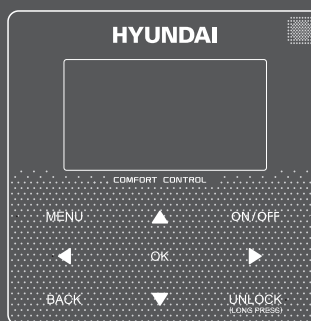 HYUNDAI
COMFORT CONTROL
MENU
ON/OFF
OK
BACK
UNLOCK
(LONG PRESS)